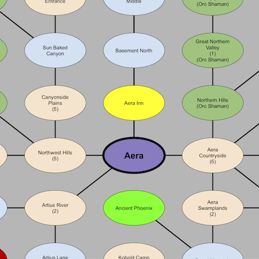 Entrance
Middle
(Orc Shaman)
Sun Baked
Canyon
Basement North
Great Northern
Valley
(1)
(Orc Shaman)
Canyonside
Plains
(5)
Aera Inn
Northern Hills
(Orc Shaman)
Northwest Hills
(5)
Aera
Aera
Countryside
(5)
Artius River
(2)
Ancient Phoenix
Aera
Swamplands
(2)
Artius Lane
Kobold Camp